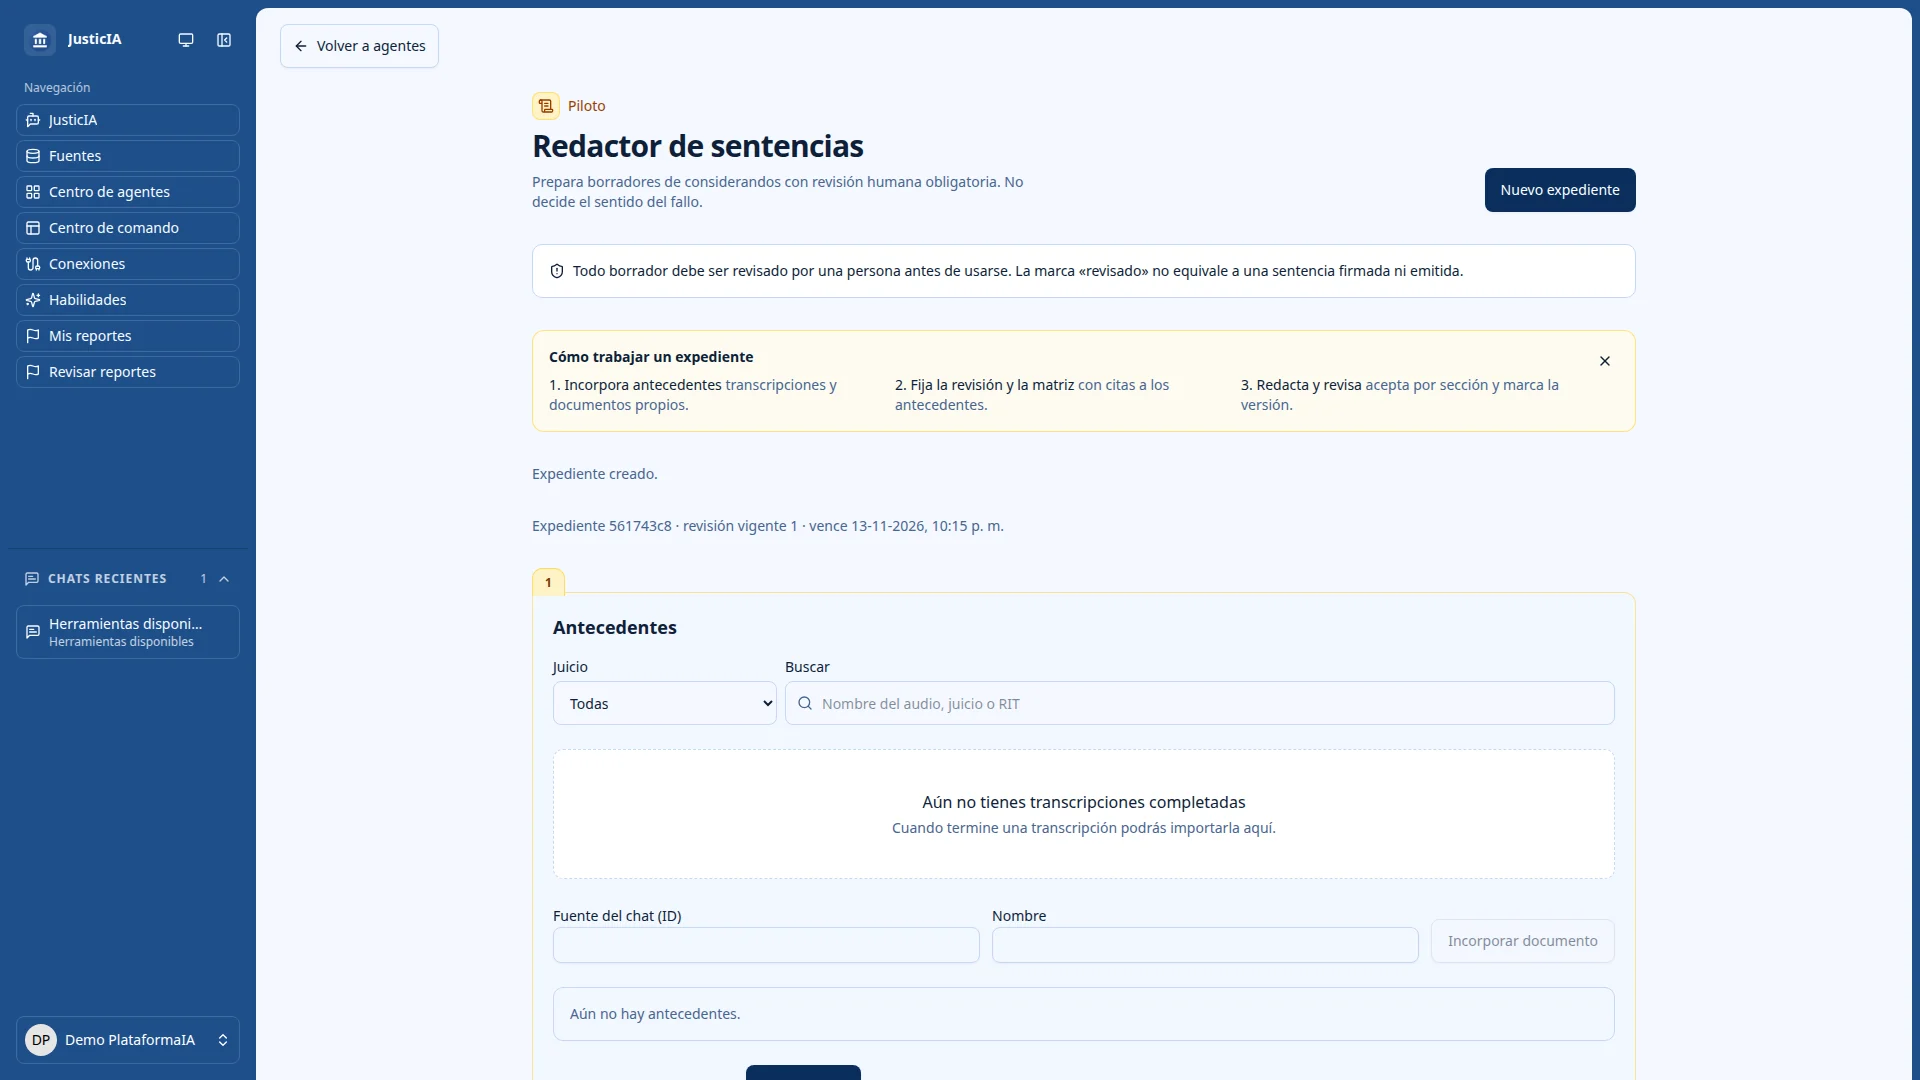 JusticIA
Navegación
JusticIA
Fuentes
Centro de agentes
Centro de comando
Conexiones
Habilidades
Mis reportes
Revisar reportes
CHATS RECIENTES 1
Herramientas disponi...
Herramientas disponibles
DP Demo PlataformaIA
Volver a agentes
Piloto
Redactor de sentencias
Prepara borradores de considerandos con revisión humana obligatoria. No
decide el sentido del fallo.
Nuevo expediente
Todo borrador debe ser revisado por una persona antes de usarse. La marca «revisado» no equivale a una sentencia firmada ni emitida.
Cómo trabajar un expediente
1. Incorpora antecedentes transcripciones y
documentos propios.
2. Fija la revisión y la matriz con citas a los
antecedentes.
3. Redacta y revisa acepta por sección y marca la
versión.
Expediente creado.
Expediente 561743c8 · revisión vigente 1 · vence 13-11-2026, 10:15 p. m.
1
Antecedentes
Juicio
Buscar
Todas
Nombre del audio, juicio o RIT
Aún no tienes transcripciones completadas
Cuando termine una transcripción podrás importarla aquí.
Fuente del chat (ID)
Nombre
Incorporar documento
Aún no hay antecedentes.